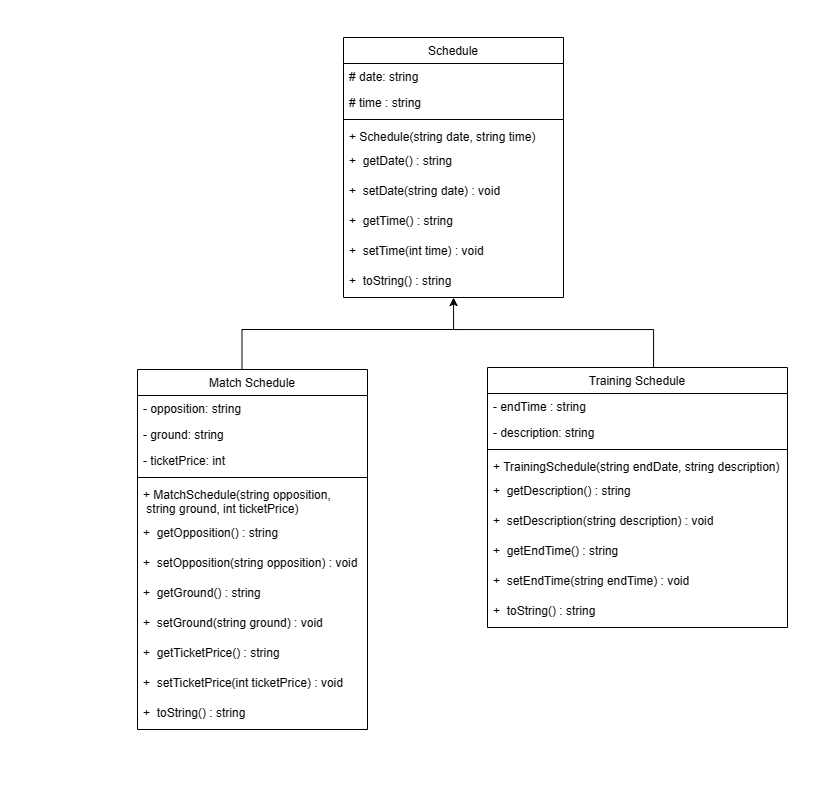 Schedule
# date: string
# time : string
+ Schedule(string date, string time)
+ getDate() : string
+ setDate(string date) : void
+ getTime() : string
+ setTime(int time) : void
+ toString() : string
Match Schedule
- opposition: string
- ground: string
- ticketPrice: int
+ MatchSchedule(string opposition,
string ground, int ticketPrice)
+ getOpposition() : string
+ setOpposition(string opposition) : void
+ getGround() : string
+ setGround(string ground) : void
+ getTicketPrice() : string
+ setTicketPrice(int ticketPrice) : void
+ toString() : string
Training Schedule
- endTime : string
- description: string
+ TrainingSchedule(string endDate, string description)
+ getDescription() : string
+ setDescription(string description) : void
+ getEndTime() : string
+ setEndTime(string endTime) : void
+ toString() : string